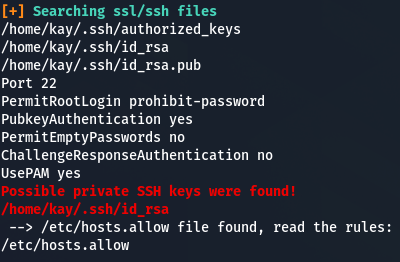 [+] Searching ssl/ssh files
/home/kay/.ssh/authorized_keys
/home/kay/.ssh/id_rsa
/home/kay/.ssh/id_rsa.pub
Port 22
PermitRootLogin prohibit-password
PubkeyAuthentication yes
PermitEmptyPasswords no
ChallengeResponseAuthentication no
UsePAM yes
Possible private SSH keys were found!
/home/kay/.ssh/id_rsa
 --> /etc/hosts.allow file found, read the rules:
/etc/hosts.allow